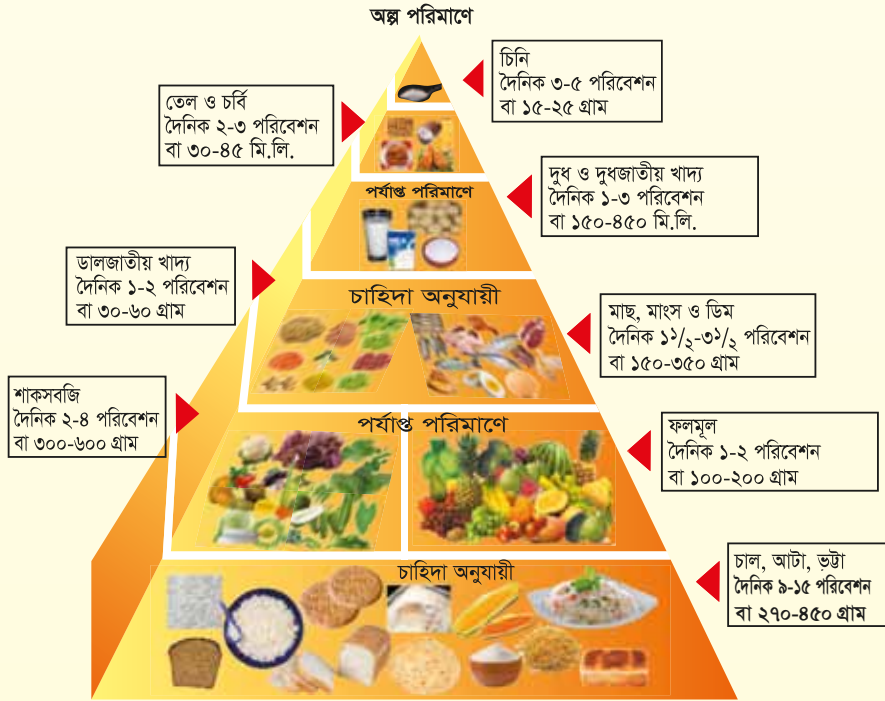 অল্প পরিমাণে
চিনি
দৈনিক ৩-৫ পরিবেশন
বা ১৫-২৫ গ্রাম
তেল ও চর্বি
দৈনিক ২-৩ পরিবেশন
বা ৩০-৪৫ মি.লি.
দুধ ও দুধজাতীয় খাদ্য
দৈনিক ১-৩ পরিবেশন
বা ১৫০-৪৫০ মি.লি.
পর্যাপ্ত পরিমাণে
ডালজাতীয় খাদ্য
দৈনিক ১-২ পরিবেশন
বা ৩০-৬০ গ্রাম
চাহিদা অনুযায়ী
মাছ, মাংস ও ডিম
দৈনিক ১১/২-৩১/২ পরিবেশন
বা ১৫০-৩৫০ গ্রাম
শাকসবজি
দৈনিক ২-৪ পরিবেশন
বা ৩০০-৬০০ গ্রাম
পর্যাপ্ত পরিমাণে
ফলমূল
দৈনিক ১-২ পরিবেশন
বা ১০০-২০০ গ্রাম
চাহিদা অনুযায়ী
চাল, আটা, ভুট্টা
দৈনিক ৯-১৫ পরিবেশন
বা ২৭০-৪৫০ গ্রাম